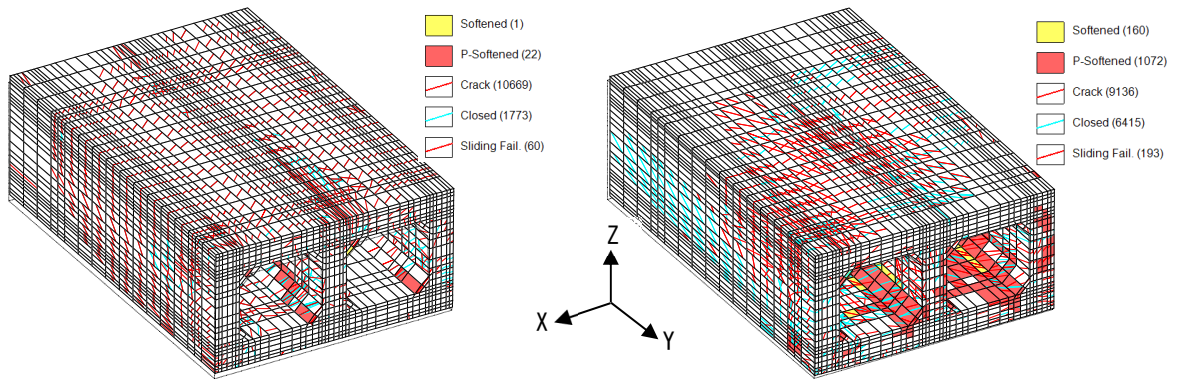 Softened (1)
P-Softened (22)
Crack (10669)
Closed (1773)
Sliding Fail. (60)
Softened (160)
P-Softened (1072)
Crack (9136)
Closed (6415)
Sliding Fail. (193)
Z
X
Y